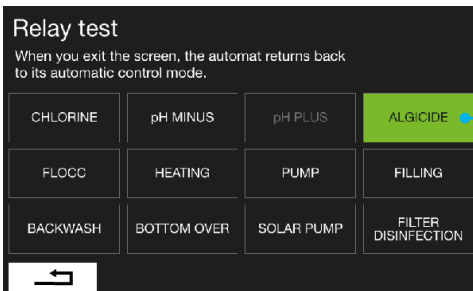 Relay test
When you exit the screen, the automat returns back
to its automatic control mode.
CHLORINE
pH MINUS
pH PLUS
ALGICIDE
FLOCC
HEATING
PUMP
FILLING
BACKWASH
BOTTOM OVER
SOLAR PUMP
FILTER
DISINFECTION